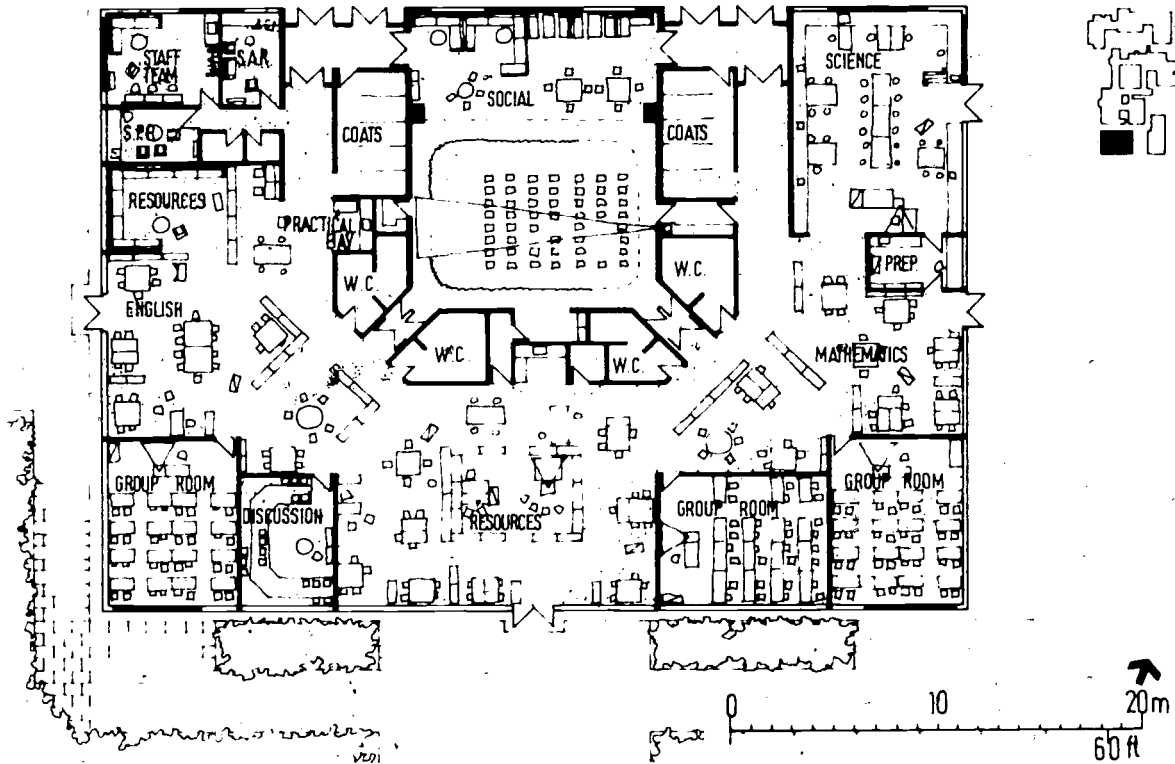 STAFF
TEAM
S.A.R.
SOCIAL
SCIENCE
COATS
COATS
RESOURCES
PRACTICAL
W.C.
W.C.
PREP.
ENGLISH
W.C.
W.C.
MATHEMATICS
GROUP ROOM
DISCUSSION
RESOURCES
GROUP ROOM
GROUP ROOM
0 10 20m
60 ft